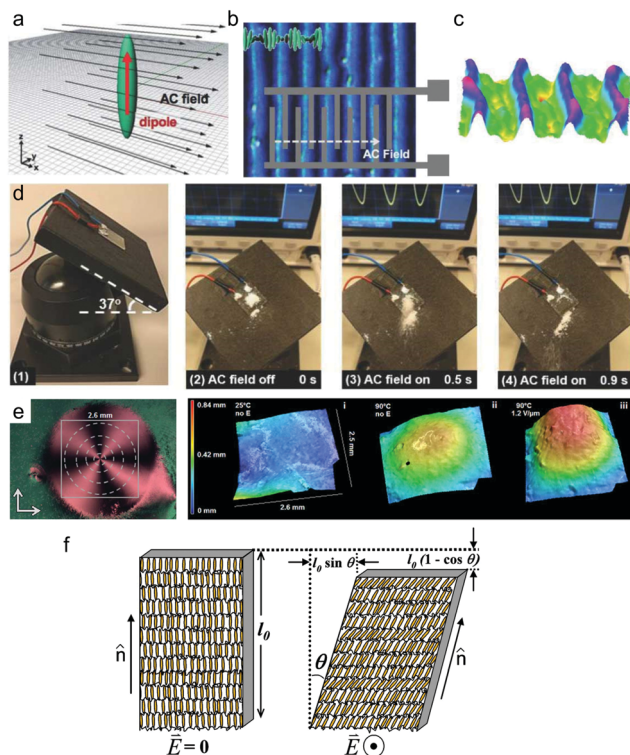 a
AC field
dipole
z
y
x
b
AC Field
c
d
37°
(1)
(2) AC field off 0 s
(3) AC field on 0.5 s
(4) AC field on 0.9 s
e
2.6 mm
0.84 mm
0.42 mm
0 mm
25°C
no E
i
2.5 mm
2.6 mm
90°C
no E
ii
90°C
1.2 V/μm
iii
f
l₀ sin θ
l₀ (1 - cos θ)
n̂
l₀
θ
n̂
E⃗ = 0
E⃗